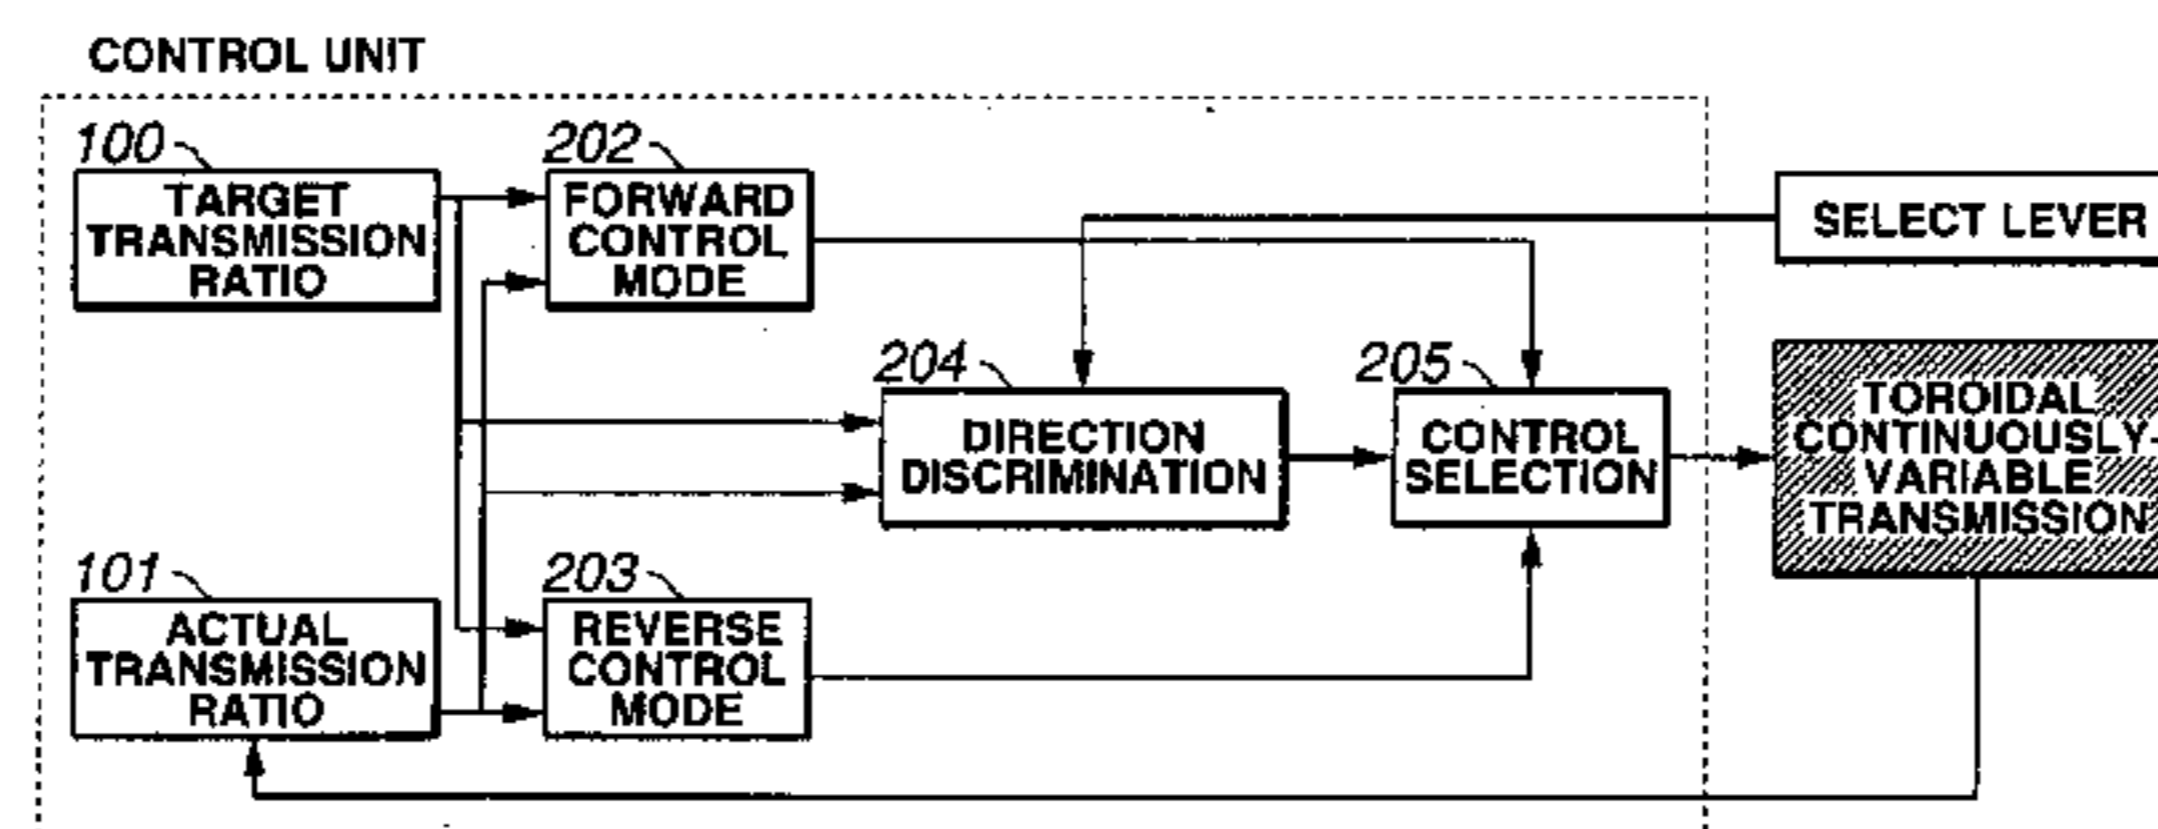 CONTROL UNIT
100
TARGET
TRANSMISSION
RATIO
202
FORWARD
CONTROL
MODE
SELECT LEVER
204
DIRECTION
DISCRIMINATION
205
CONTROL
SELECTION
TOROIDAL
CONTINUOUSLY-
VARIABLE
TRANSMISSION
101
ACTUAL
TRANSMISSION
RATIO
203
REVERSE
CONTROL
MODE